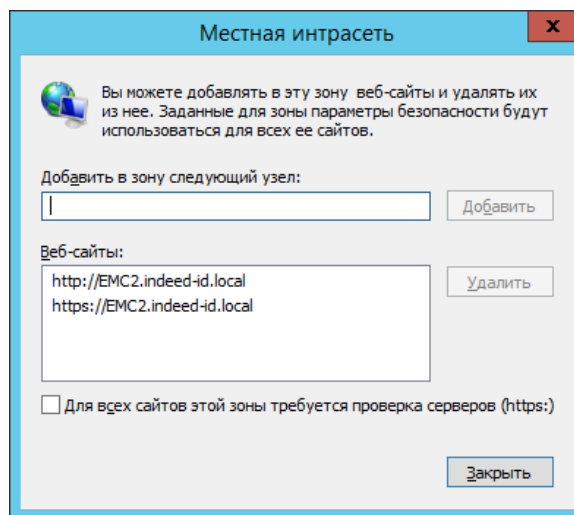 Местная интрасеть
x
Вы можете добавлять в эту зону веб-сайты и удалять их
из нее. Заданные для зоны параметры безопасности будут
использоваться для всех ее сайтов.
Добавить в зону следующий узел:
Добавить
Веб-сайты:
http://EMC2.indeed-id.local
https://EMC2.indeed-id.local
Удалить
Для всех сайтов этой зоны требуется проверка серверов (https:)
Закрыть